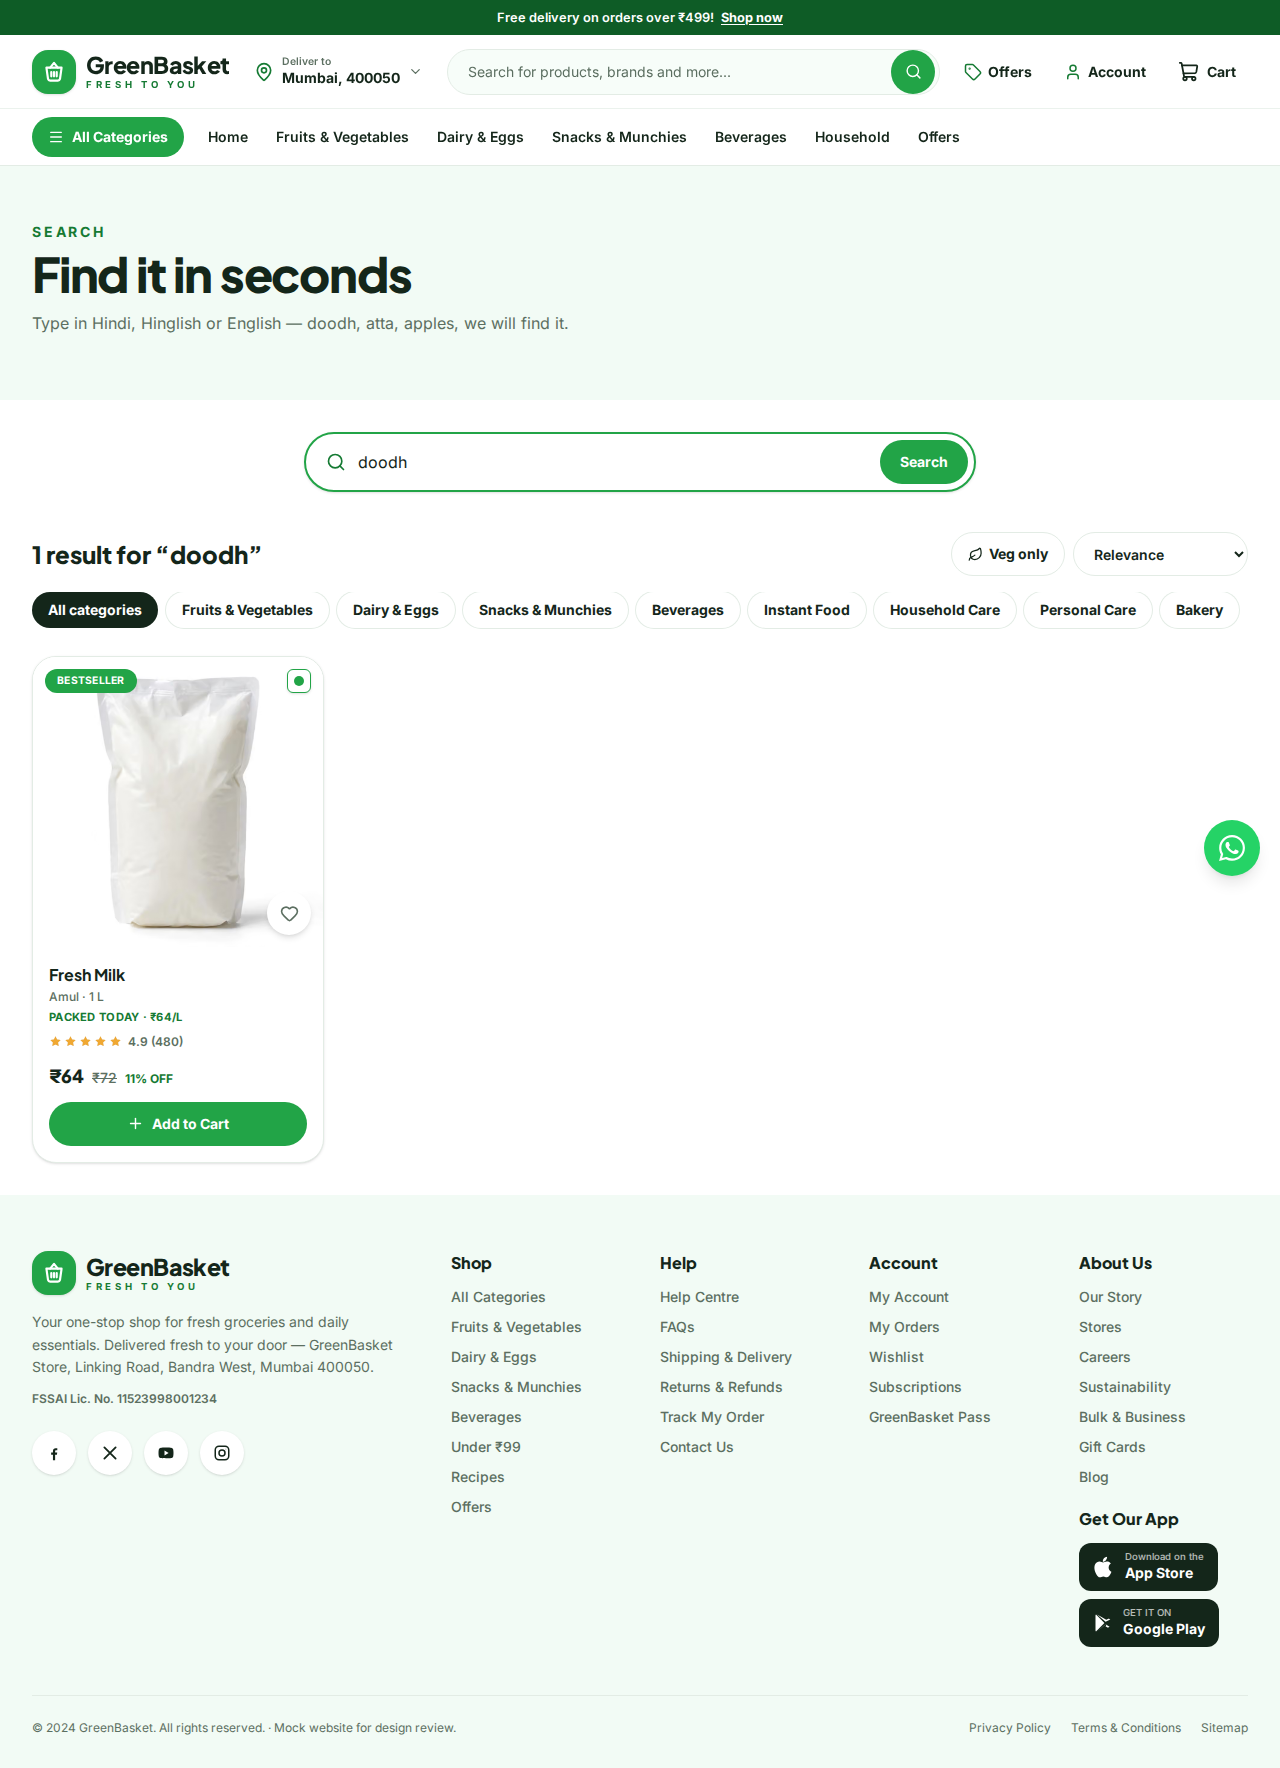 Free delivery on orders over ₹499! Shop now
GreenBasket
FRESH TO YOU
Deliver to
Mumbai, 400050
Search for products, brands and more...
Offers
Account
Cart
All Categories
Home
Fruits & Vegetables
Dairy & Eggs
Snacks & Munchies
Beverages
Household
Offers
SEARCH
Find it in seconds
Type in Hindi, Hinglish or English — doodh, atta, apples, we will find it.
doodh
Search
1 result for “doodh”
Veg only
Relevance
All categories
Fruits & Vegetables
Dairy & Eggs
Snacks & Munchies
Beverages
Instant Food
Household Care
Personal Care
Bakery
BESTSELLER
Fresh Milk
Amul · 1 L
PACKED TODAY · ₹64/L
4.9 (480)
₹64 ₹72 11% OFF
Add to Cart
GreenBasket
FRESH TO YOU
Your one-stop shop for fresh groceries and daily
essentials. Delivered fresh to your door — GreenBasket
Store, Linking Road, Bandra West, Mumbai 400050.
FSSAI Lic. No. 11523998001234
Shop
All Categories
Fruits & Vegetables
Dairy & Eggs
Snacks & Munchies
Beverages
Under ₹99
Recipes
Offers
Help
Help Centre
FAQs
Shipping & Delivery
Returns & Refunds
Track My Order
Contact Us
Account
My Account
My Orders
Wishlist
Subscriptions
GreenBasket Pass
About Us
Our Story
Stores
Careers
Sustainability
Bulk & Business
Gift Cards
Blog
Get Our App
Download on the
App Store
GET IT ON
Google Play
© 2024 GreenBasket. All rights reserved. · Mock website for design review.
Privacy Policy
Terms & Conditions
Sitemap